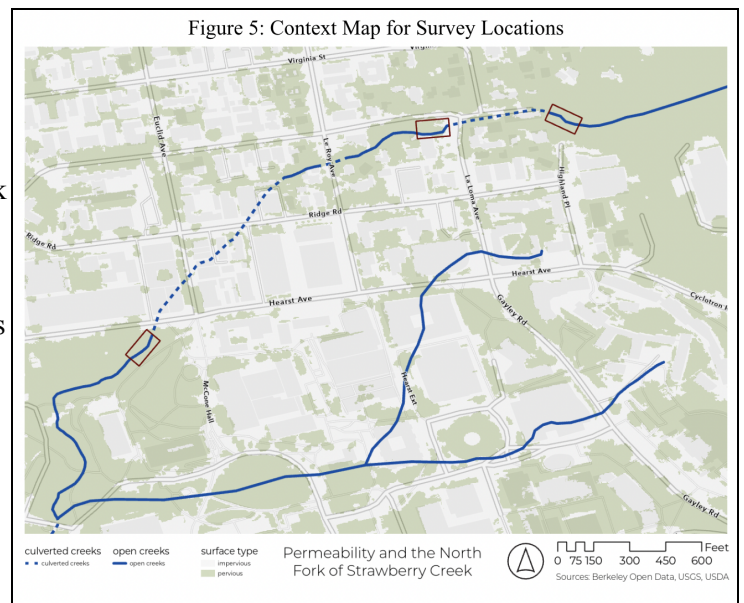 Figure 5: Context Map for Survey Locations
Virginia St
Euclid Ave
Le Roy Ave
La Loma Ave
Highland Pl
Ridge Rd
Ridge Rd
Hearst Ave
Hearst Ave
Gayley Rd
Cyclotron
McCone Hall
Hearst Ext
Gayley Rd
culverted creeks
culverted creeks
open creeks
open creeks
surface type
impervious
pervious
Permeability and the North
Fork of Strawberry Creek
Feet
0 75 150 300 450 600
Sources: Berkeley Open Data, USGS, USDA